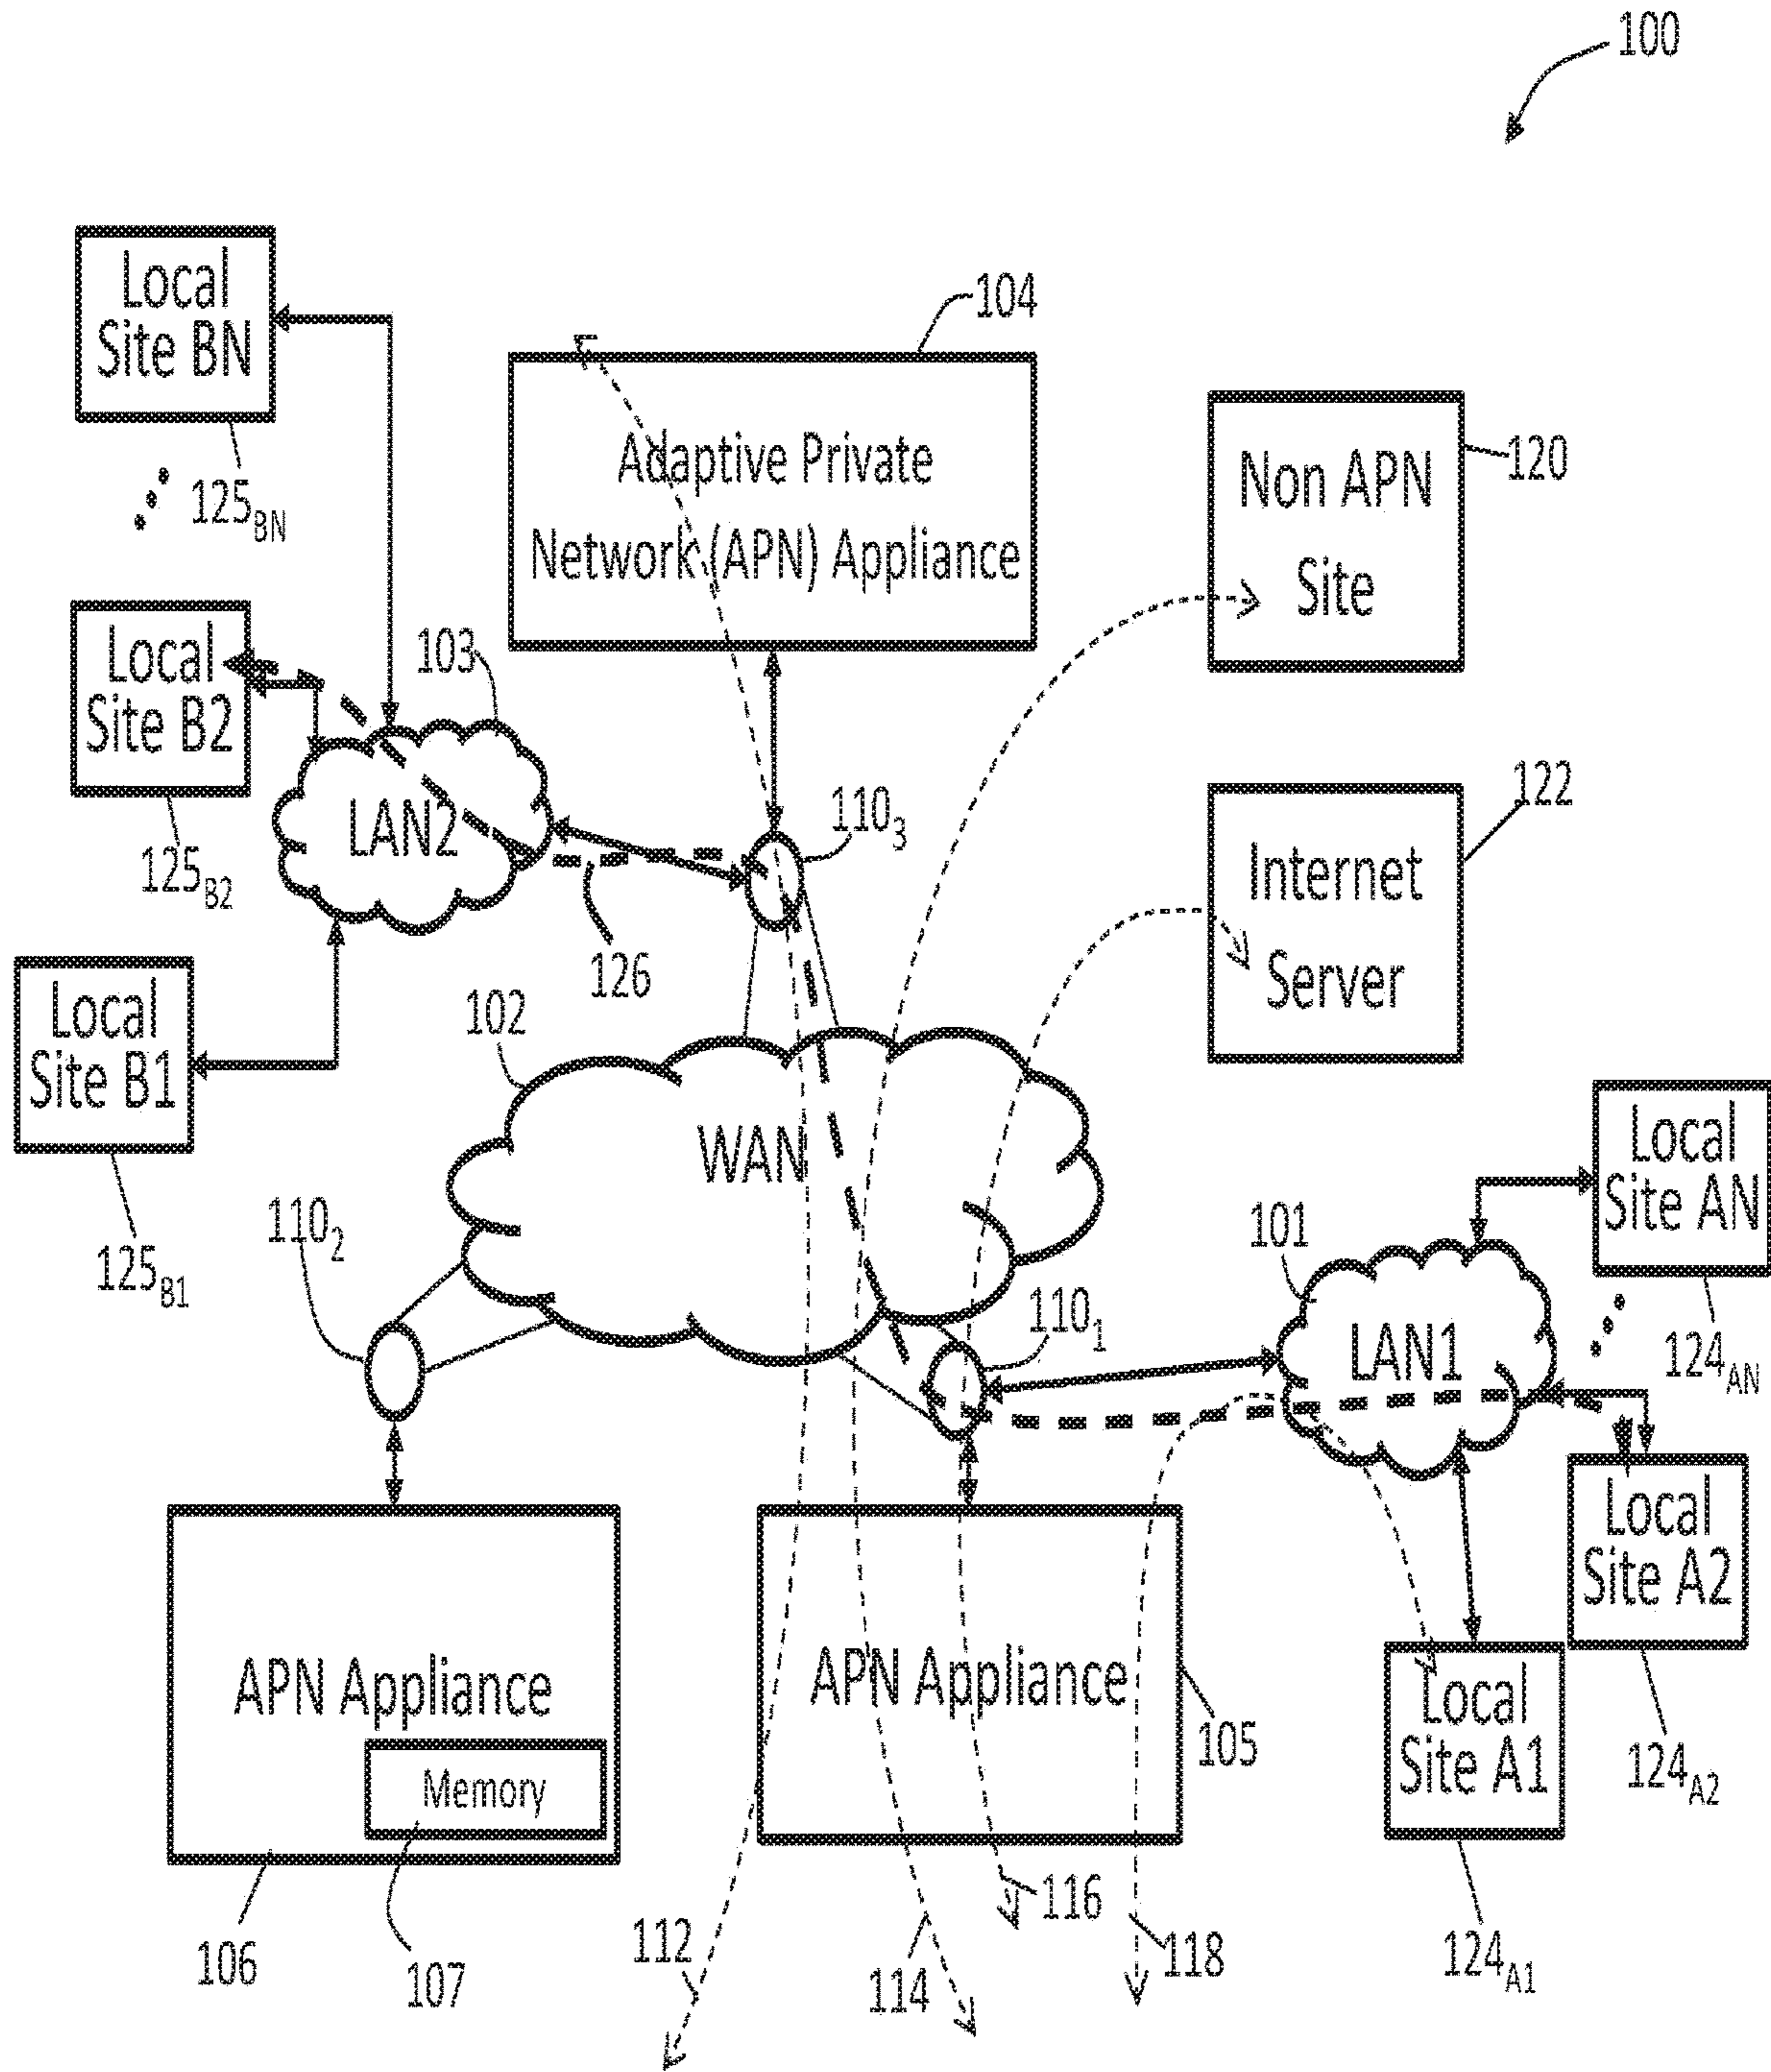 100
Local
Site BN
125BN
104
Adaptive Private
Network (APN) Appliance
Non APN
Site
120
Local
Site B2
125B2
103
LAN2
1103
126
Internet
Server
122
Local
Site B1
125B1
102
WAN
1102
1101
101
LAN1
Local
Site AN
124AN
Local
Site A2
124A2
Local
Site A1
124A1
APN Appliance
Memory
106
107
APN Appliance
105
112
114
116
118